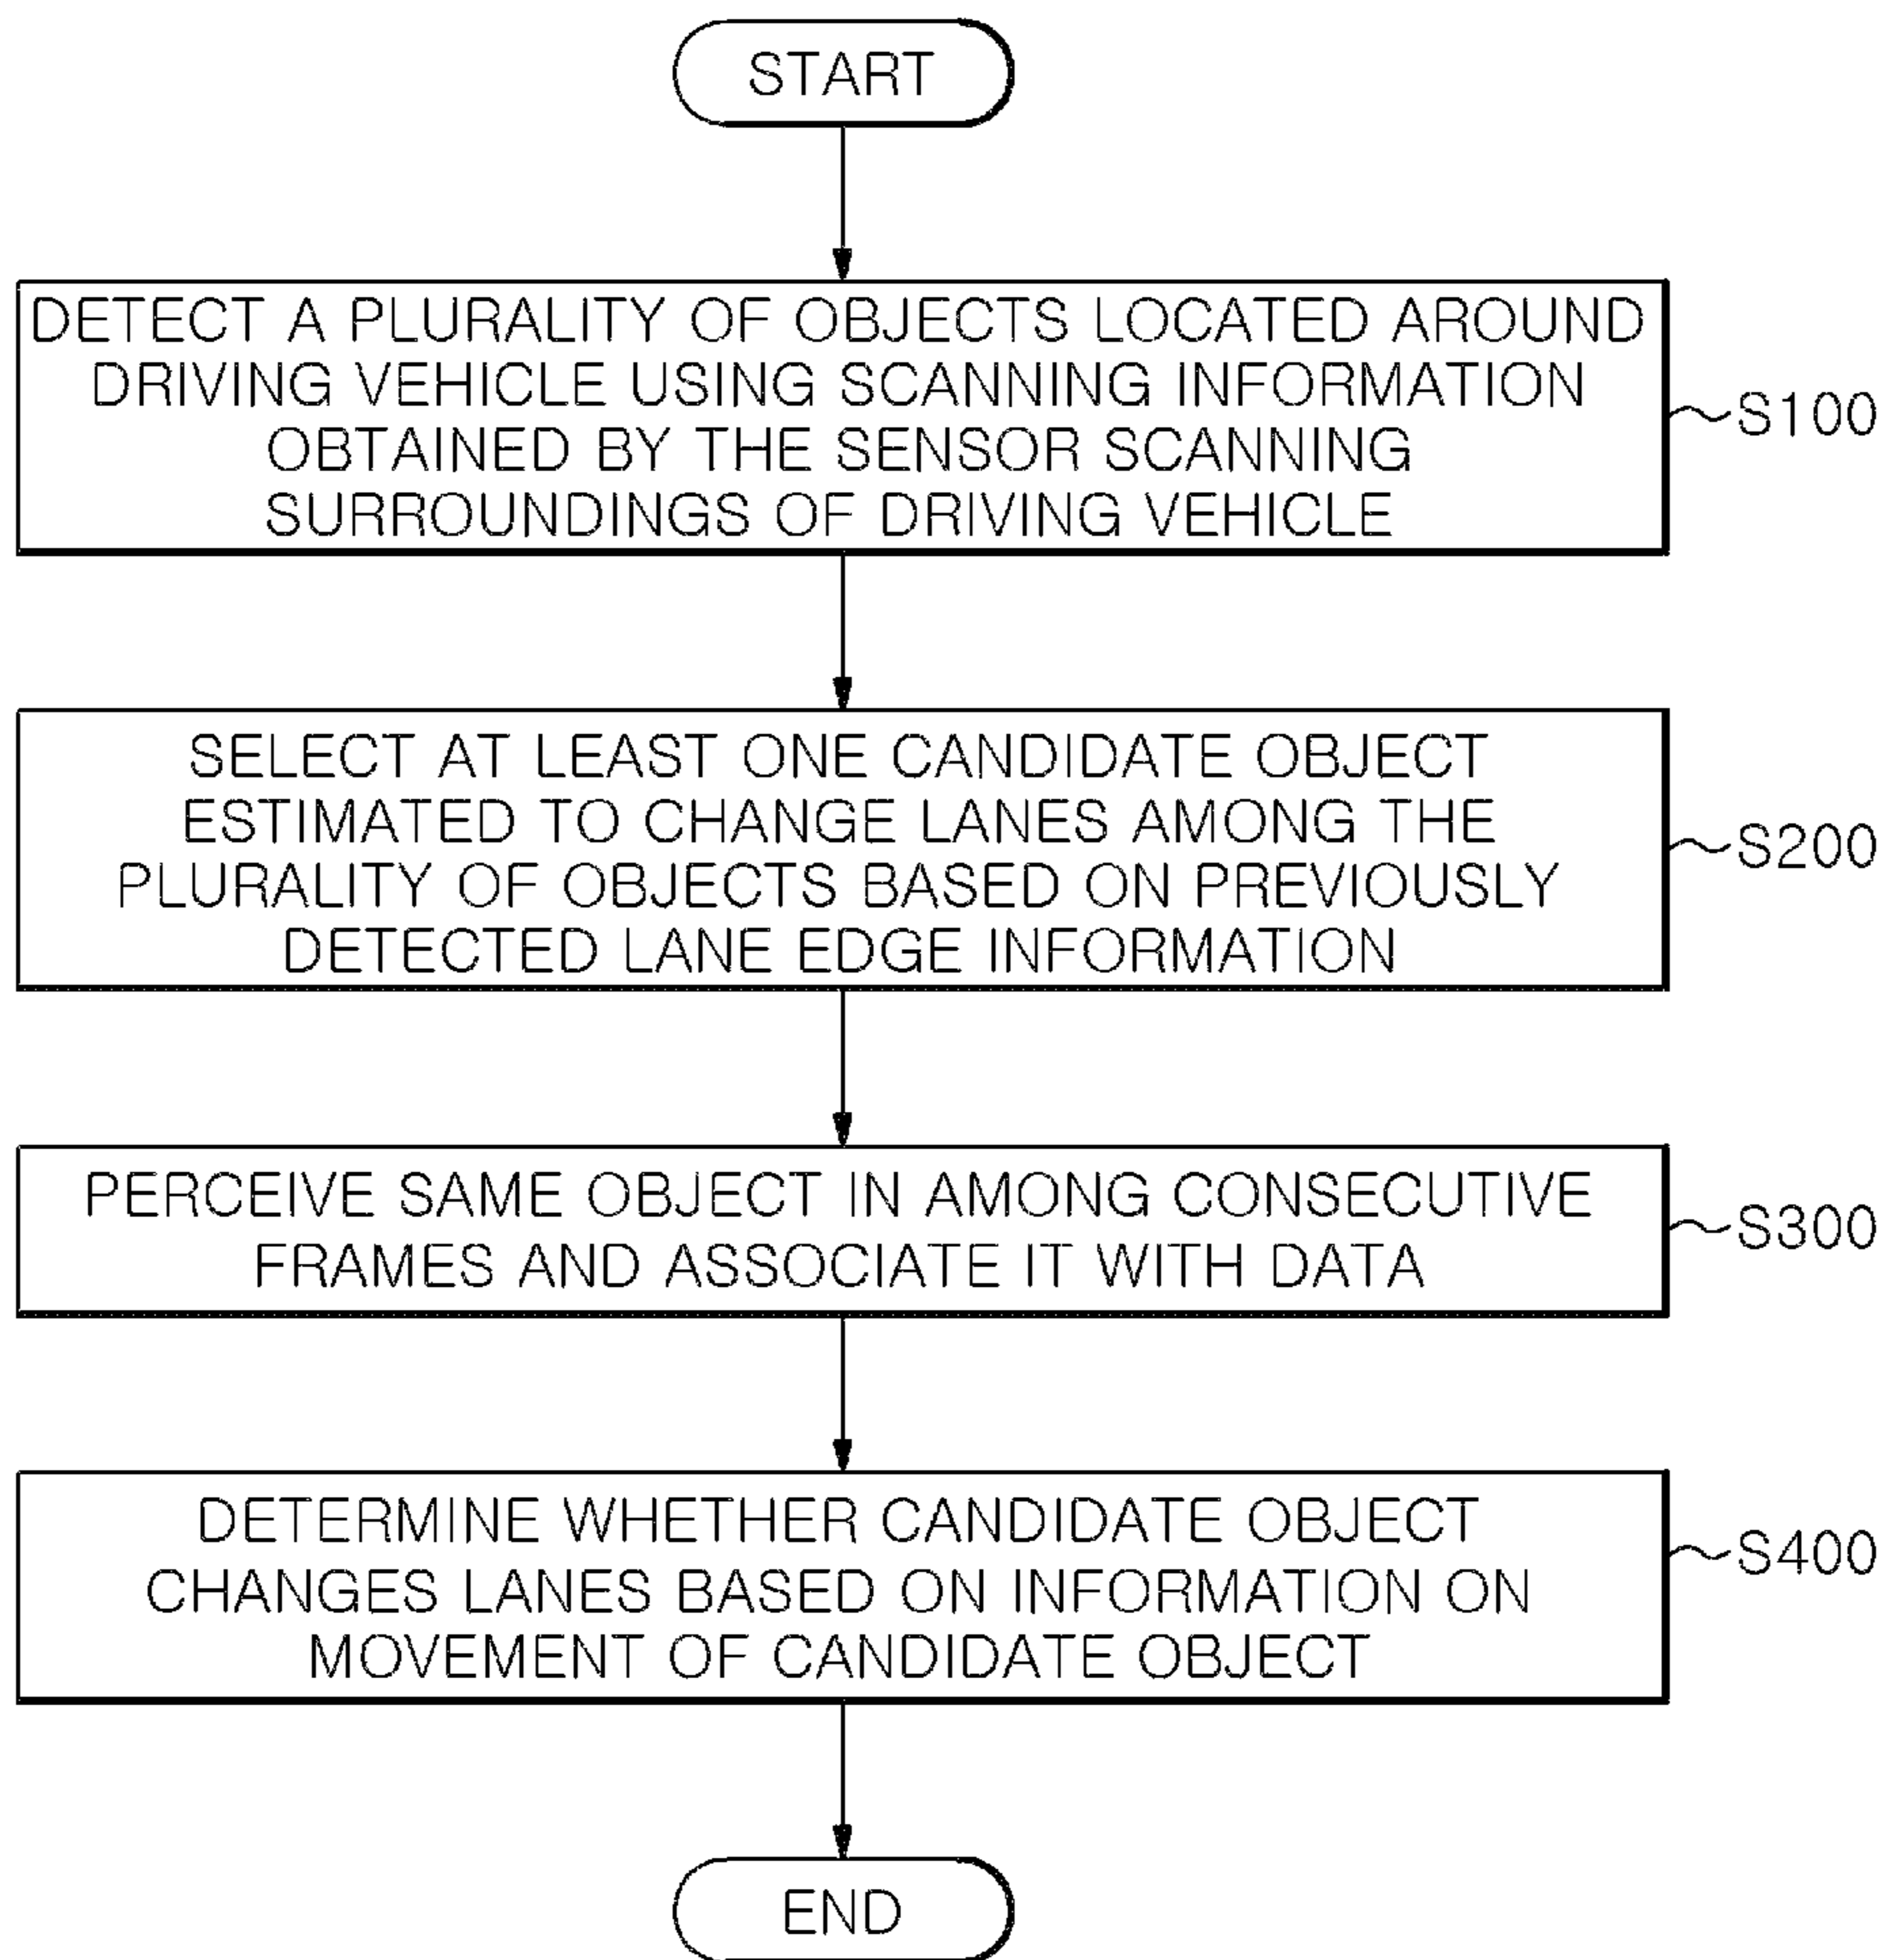 START
DETECT A PLURALITY OF OBJECTS LOCATED AROUND
DRIVING VEHICLE USING SCANNING INFORMATION
OBTAINED BY THE SENSOR SCANNING
SURROUNDINGS OF DRIVING VEHICLE
S100
SELECT AT LEAST ONE CANDIDATE OBJECT
ESTIMATED TO CHANGE LANES AMONG THE
PLURALITY OF OBJECTS BASED ON PREVIOUSLY
DETECTED LANE EDGE INFORMATION
S200
PERCEIVE SAME OBJECT IN AMONG CONSECUTIVE
FRAMES AND ASSOCIATE IT WITH DATA
S300
DETERMINE WHETHER CANDIDATE OBJECT
CHANGES LANES BASED ON INFORMATION ON
MOVEMENT OF CANDIDATE OBJECT
S400
END